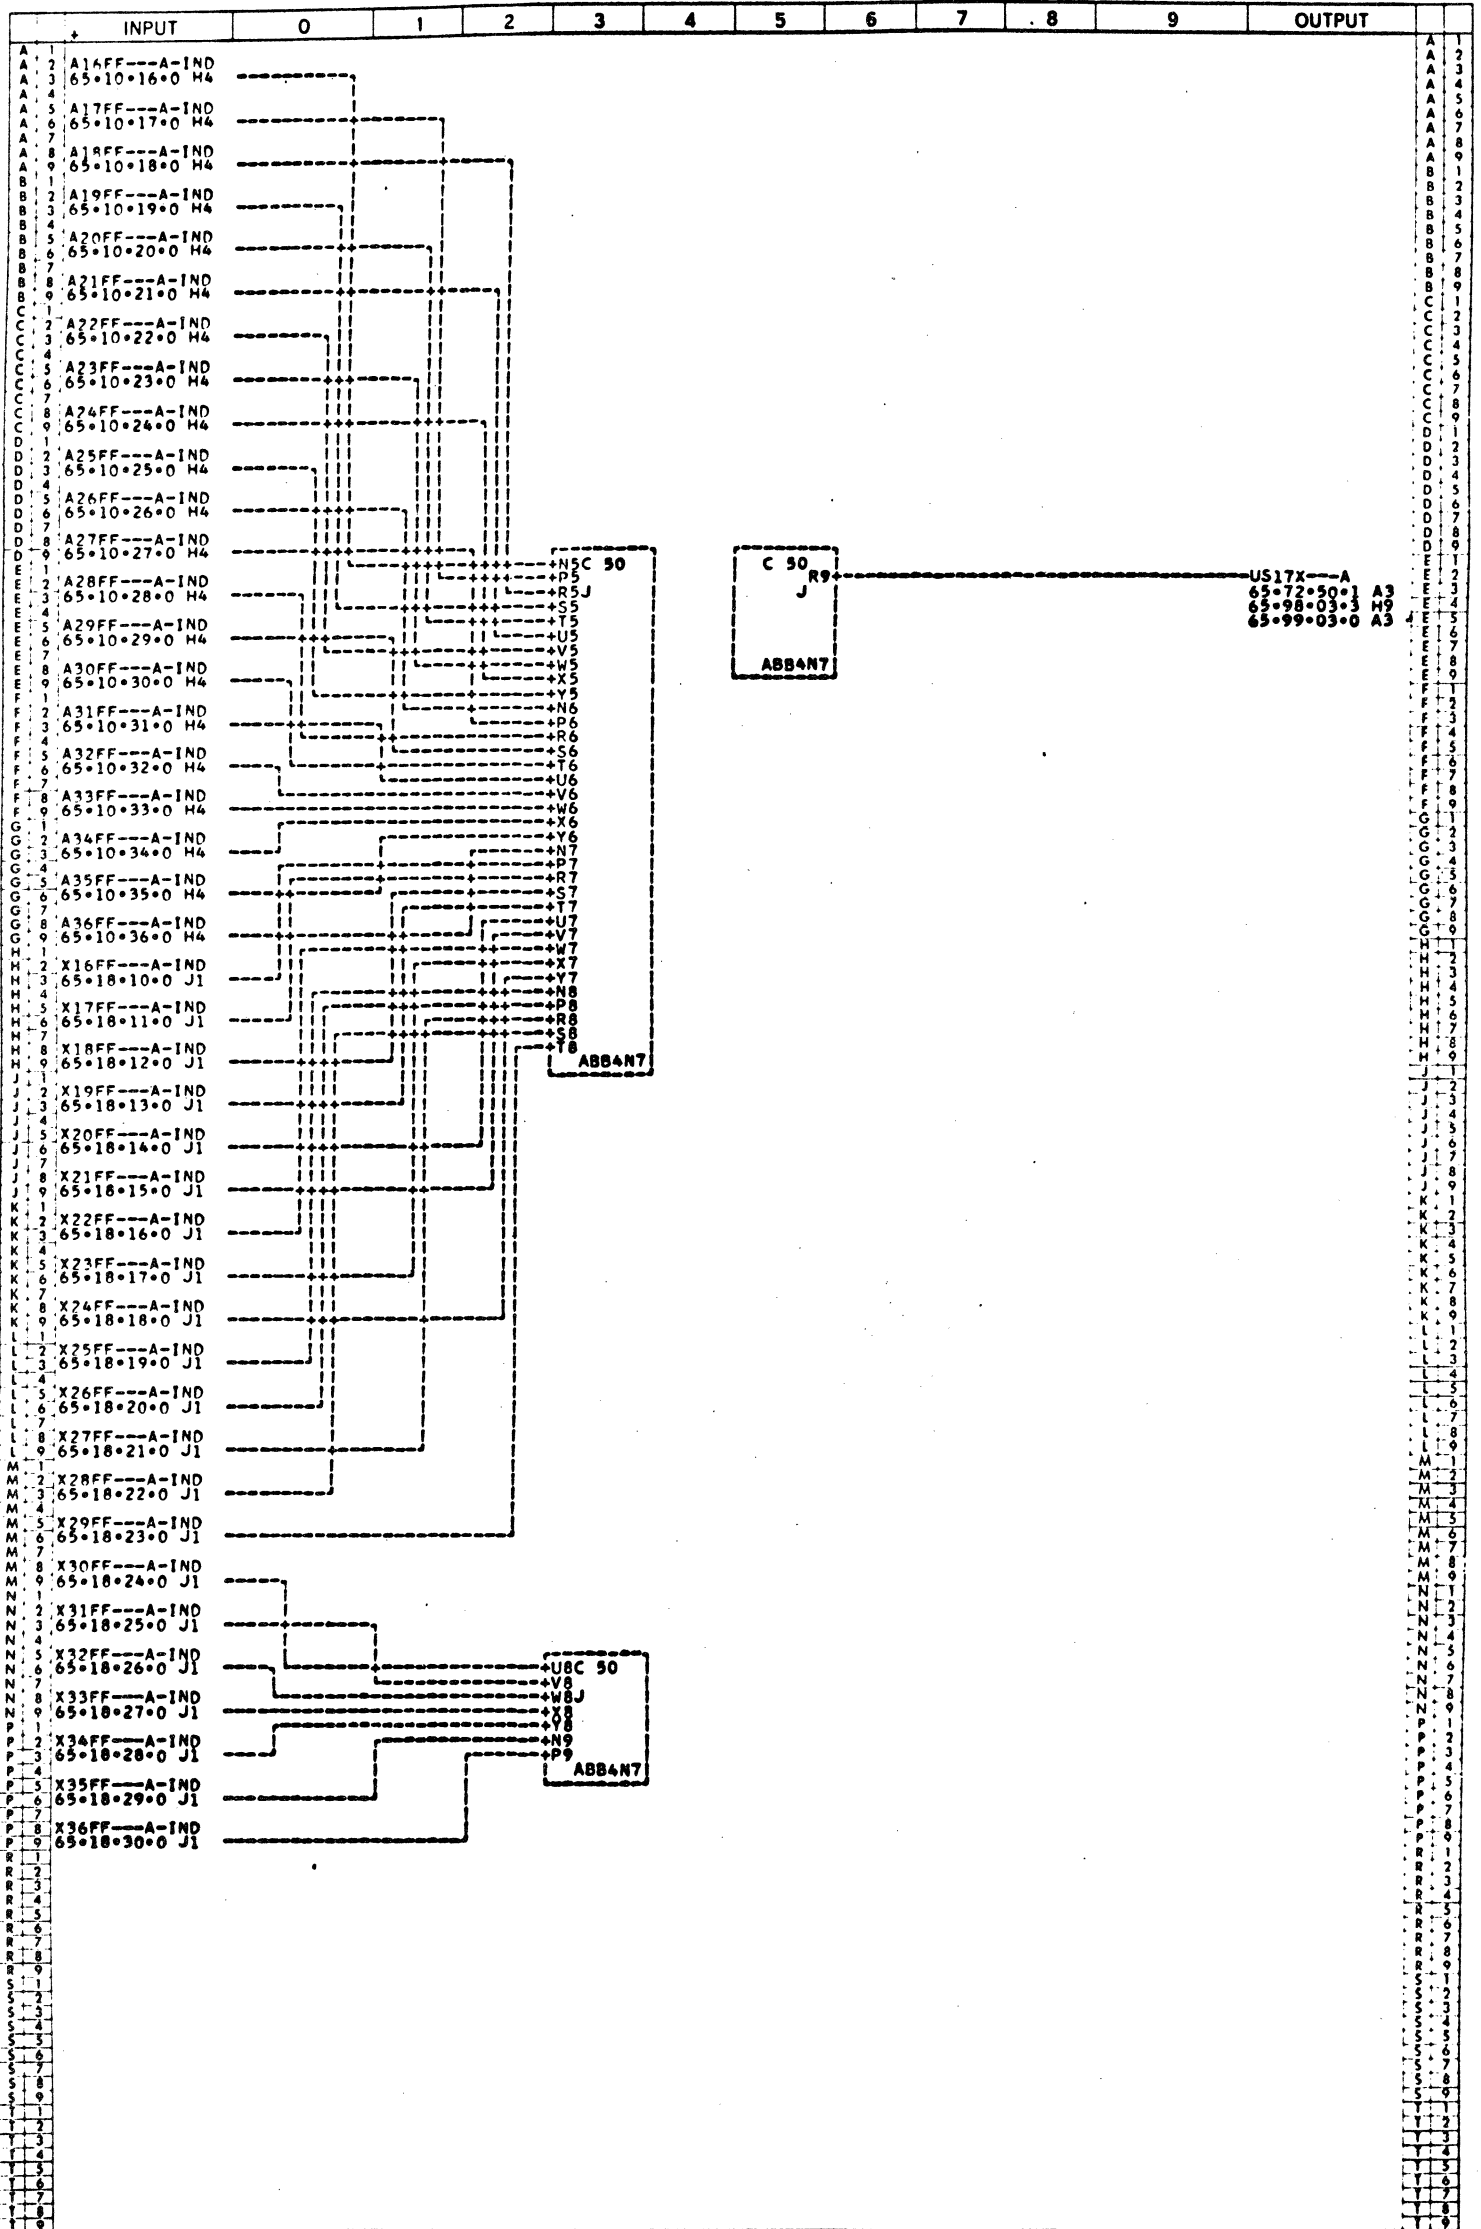 INPUT 0 1 2 3 4 5 6 7 8 9 OUTPUT
A16FF---A-IND
65•10•16•0 H4
A17FF---A-IND
65•10•17•0 H4
A18FF---A-IND
65•10•18•0 H4
A19FF---A-IND
65•10•19•0 H4
A20FF---A-IND
65•10•20•0 H4
A21FF---A-IND
65•10•21•0 H4
A22FF---A-IND
65•10•22•0 H4
A23FF---A-IND
65•10•23•0 H4
A24FF---A-IND
65•10•24•0 H4
A25FF---A-IND
65•10•25•0 H4
A26FF---A-IND
65•10•26•0 H4
A27FF---A-IND
65•10•27•0 H4
A28FF---A-IND
65•10•28•0 H4
A29FF---A-IND
65•10•29•0 H4
A30FF---A-IND
65•10•30•0 H4
A31FF---A-IND
65•10•31•0 H4
A32FF---A-IND
65•10•32•0 H4
A33FF---A-IND
65•10•33•0 H4
A34FF---A-IND
65•10•34•0 H4
A35FF---A-IND
65•10•35•0 H4
A36FF---A-IND
65•10•36•0 H4
X16FF---A-IND
65•18•10•0 J1
X17FF---A-IND
65•18•11•0 J1
X18FF---A-IND
65•18•12•0 J1
X19FF---A-IND
65•18•13•0 J1
X20FF---A-IND
65•18•14•0 J1
X21FF---A-IND
65•18•15•0 J1
X22FF---A-IND
65•18•16•0 J1
X23FF---A-IND
65•18•17•0 J1
X24FF---A-IND
65•18•18•0 J1
X25FF---A-IND
65•18•19•0 J1
X26FF---A-IND
65•18•20•0 J1
X27FF---A-IND
65•18•21•0 J1
X28FF---A-IND
65•18•22•0 J1
X29FF---A-IND
65•18•23•0 J1
X30FF---A-IND
65•18•24•0 J1
X31FF---A-IND
65•18•25•0 J1
X32FF---A-IND
65•18•26•0 J1
X33FF---A-IND
65•18•27•0 J1
X34FF---A-IND
65•18•28•0 J1
X35FF---A-IND
65•18•29•0 J1
X36FF---A-IND
65•18•30•0 J1
N5C 50
P5
R5J
S5
T5
U5
V5
W5
X5
Y5
N6
P6
R6
S6
T6
U6
V6
W6
X6
Y6
N7
P7
R7
S7
T7
U7
V7
W7
X7
Y7
N8
P8
R8
S8
T8
ABB4N7
U8C 50
V8
W8J
X8
Y8
N9
P9
ABB4N7
C 50
R9
J
ABB4N7
US17X---A
65•72•50•1 A3
65•98•03•3 H9
65•99•03•0 A3